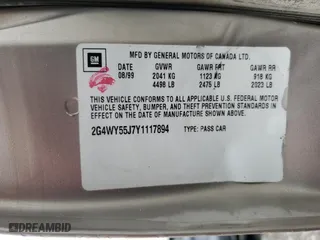 GM
MFD BY GENERAL MOTORS OF CANADA LTD.
DATE GVWR GAWR FRT GAWR RR
08/99 2041 KG 1123 KG 918 KG
4498 LB 2475 LB 2023 LB
THIS VEHICLE CONFORMS TO ALL APPLICABLE U.S. FEDERAL MOTOR
VEHICLE SAFETY, BUMPER, AND THEFT PREVENTION STANDARDS IN
EFFECT ON THE DATE OF MANUFACTURE SHOWN ABOVE.
2G4WY55J7Y1117894 TYPE: PASS CAR
DREAMBID